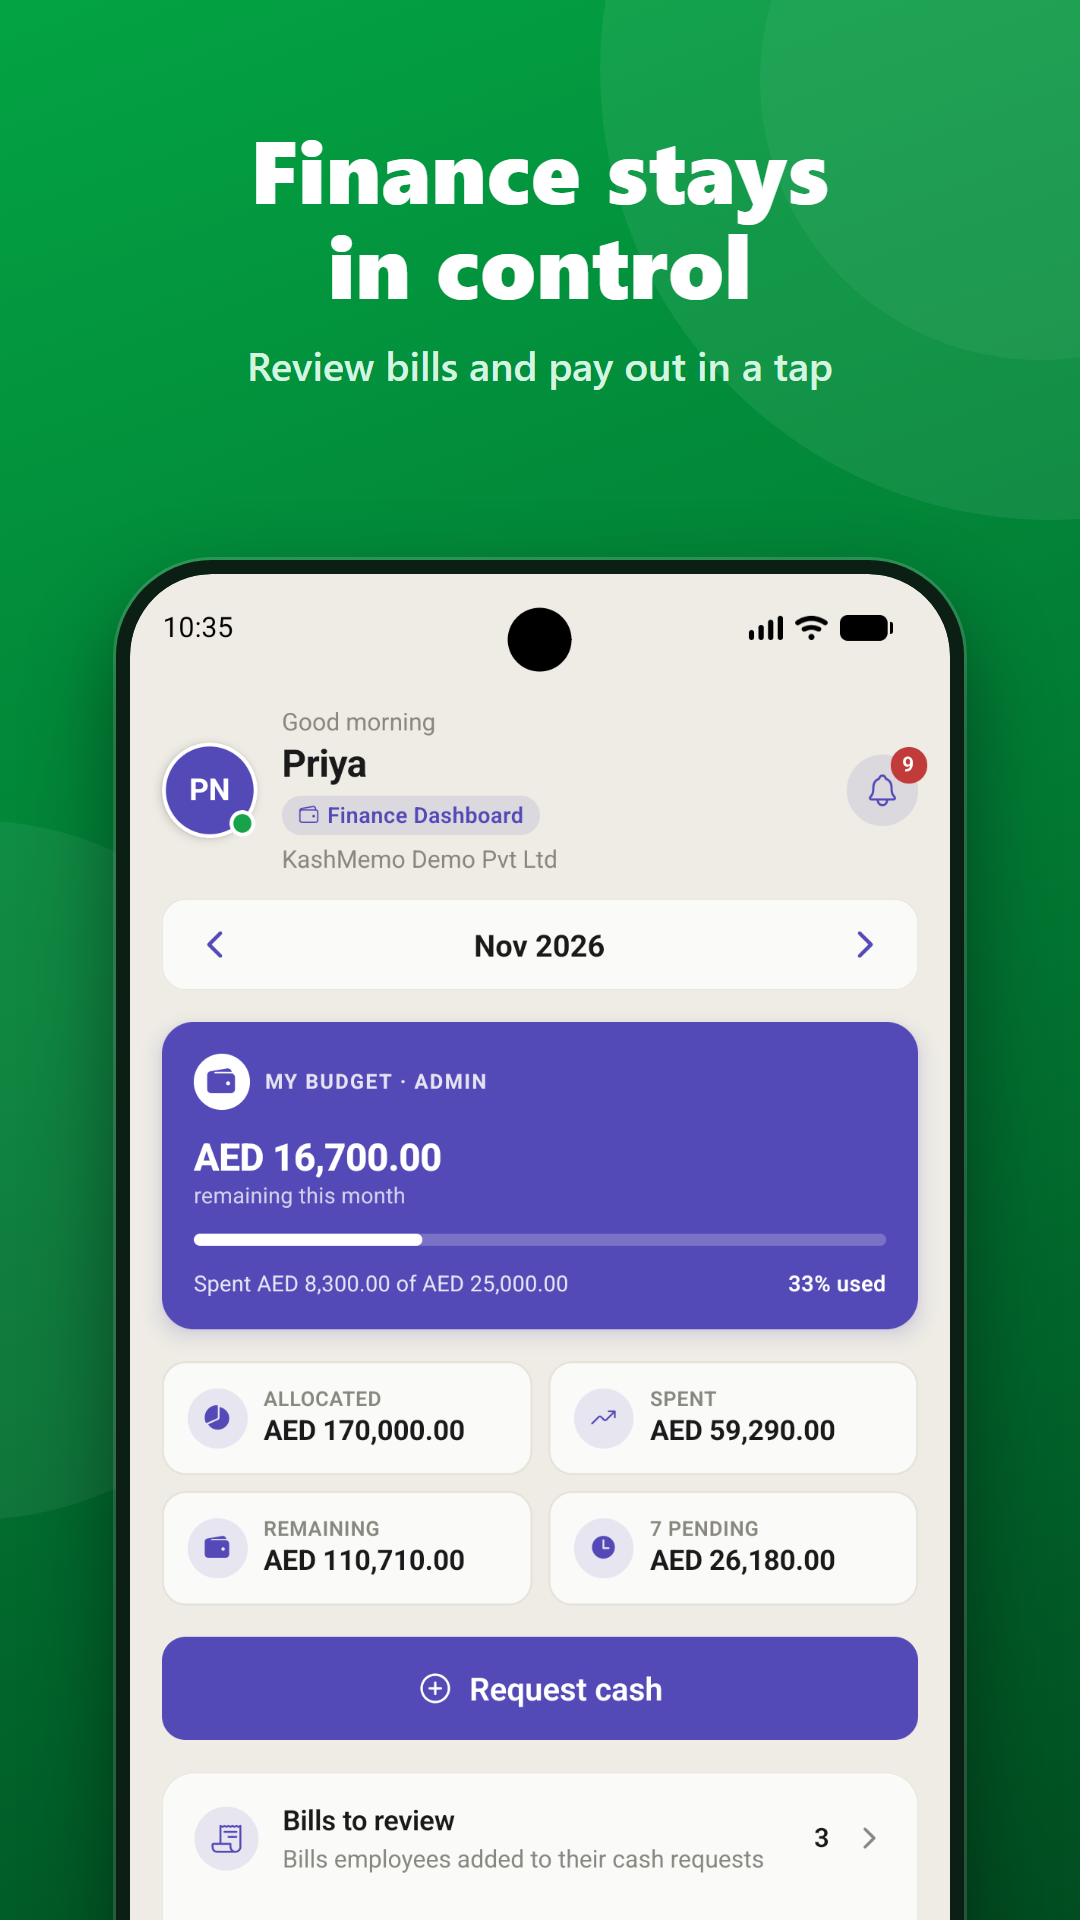 Finance stays
in control
Review bills and pay out in a tap
10:35
Good morning
Priya
PN
9
Finance Dashboard
KashMemo Demo Pvt Ltd
Nov 2026
MY BUDGET · ADMIN
AED 16,700.00
remaining this month
Spent AED 8,300.00 of AED 25,000.00
33% used
ALLOCATED
AED 170,000.00
SPENT
AED 59,290.00
REMAINING
AED 110,710.00
7 PENDING
AED 26,180.00
Request cash
Bills to review
3
Bills employees added to their cash requests